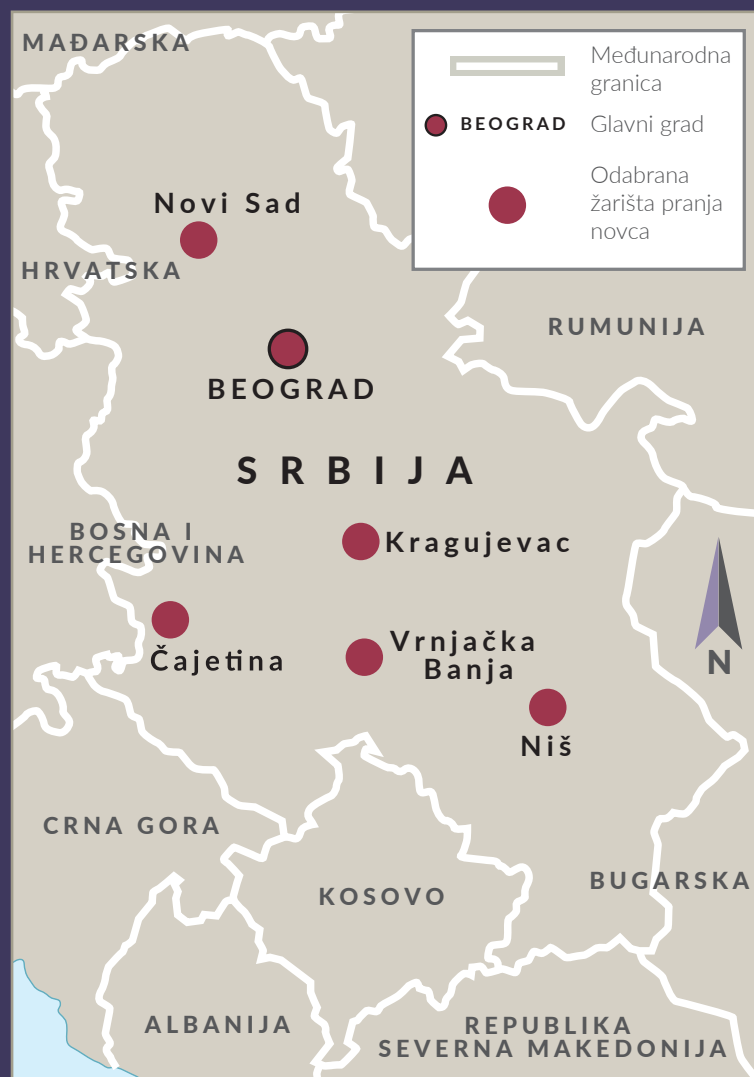 MAĐARSKA
Međunarodna
granica
BEOGRAD
Glavni grad
Odabrana
žarišta pranja
novca
Novi Sad
HRVATSKA
RUMUNIJA
BEOGRAD
SRBIJA
BOSNA I
HERCEGOVINA
Kragujevac
Čajetina
Vrnjačka
Banja
N
Niš
CRNA GORA
KOSOVO
BUGARSKA
ALBANIJA
REPUBLIKA
SEVERNA MAKEDONIJA